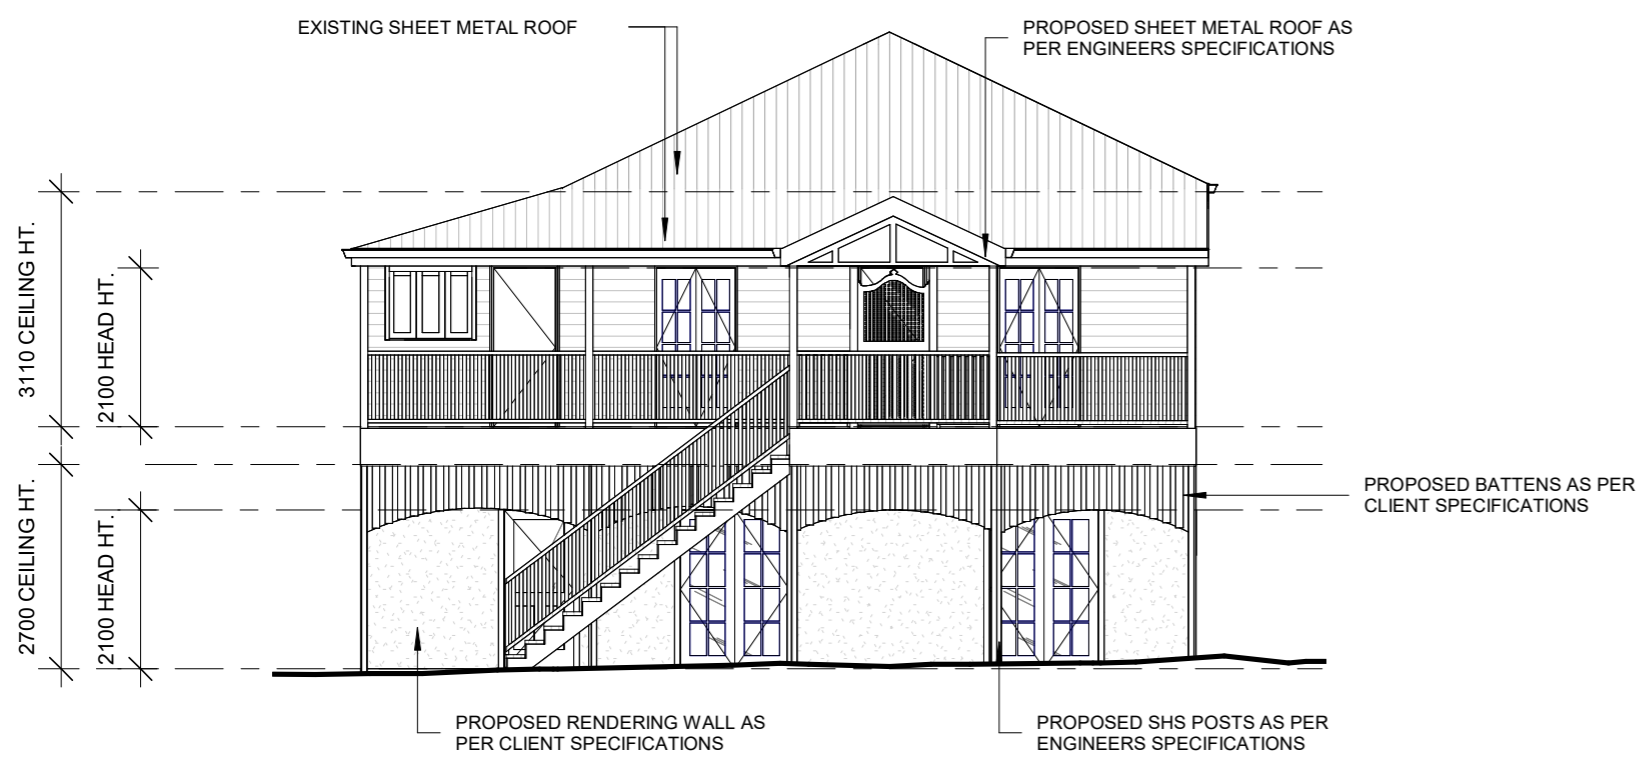 EXISTING SHEET METAL ROOF
PROPOSED SHEET METAL ROOF AS
PER ENGINEERS SPECIFICATIONS
3110 CEILING HT.
2100 HEAD HT.
PROPOSED BATTENS AS PER
CLIENT SPECIFICATIONS
2700 CEILING HT.
2100 HEAD HT.
PROPOSED RENDERING WALL AS
PER CLIENT SPECIFICATIONS
PROPOSED SHS POSTS AS PER
ENGINEERS SPECIFICATIONS